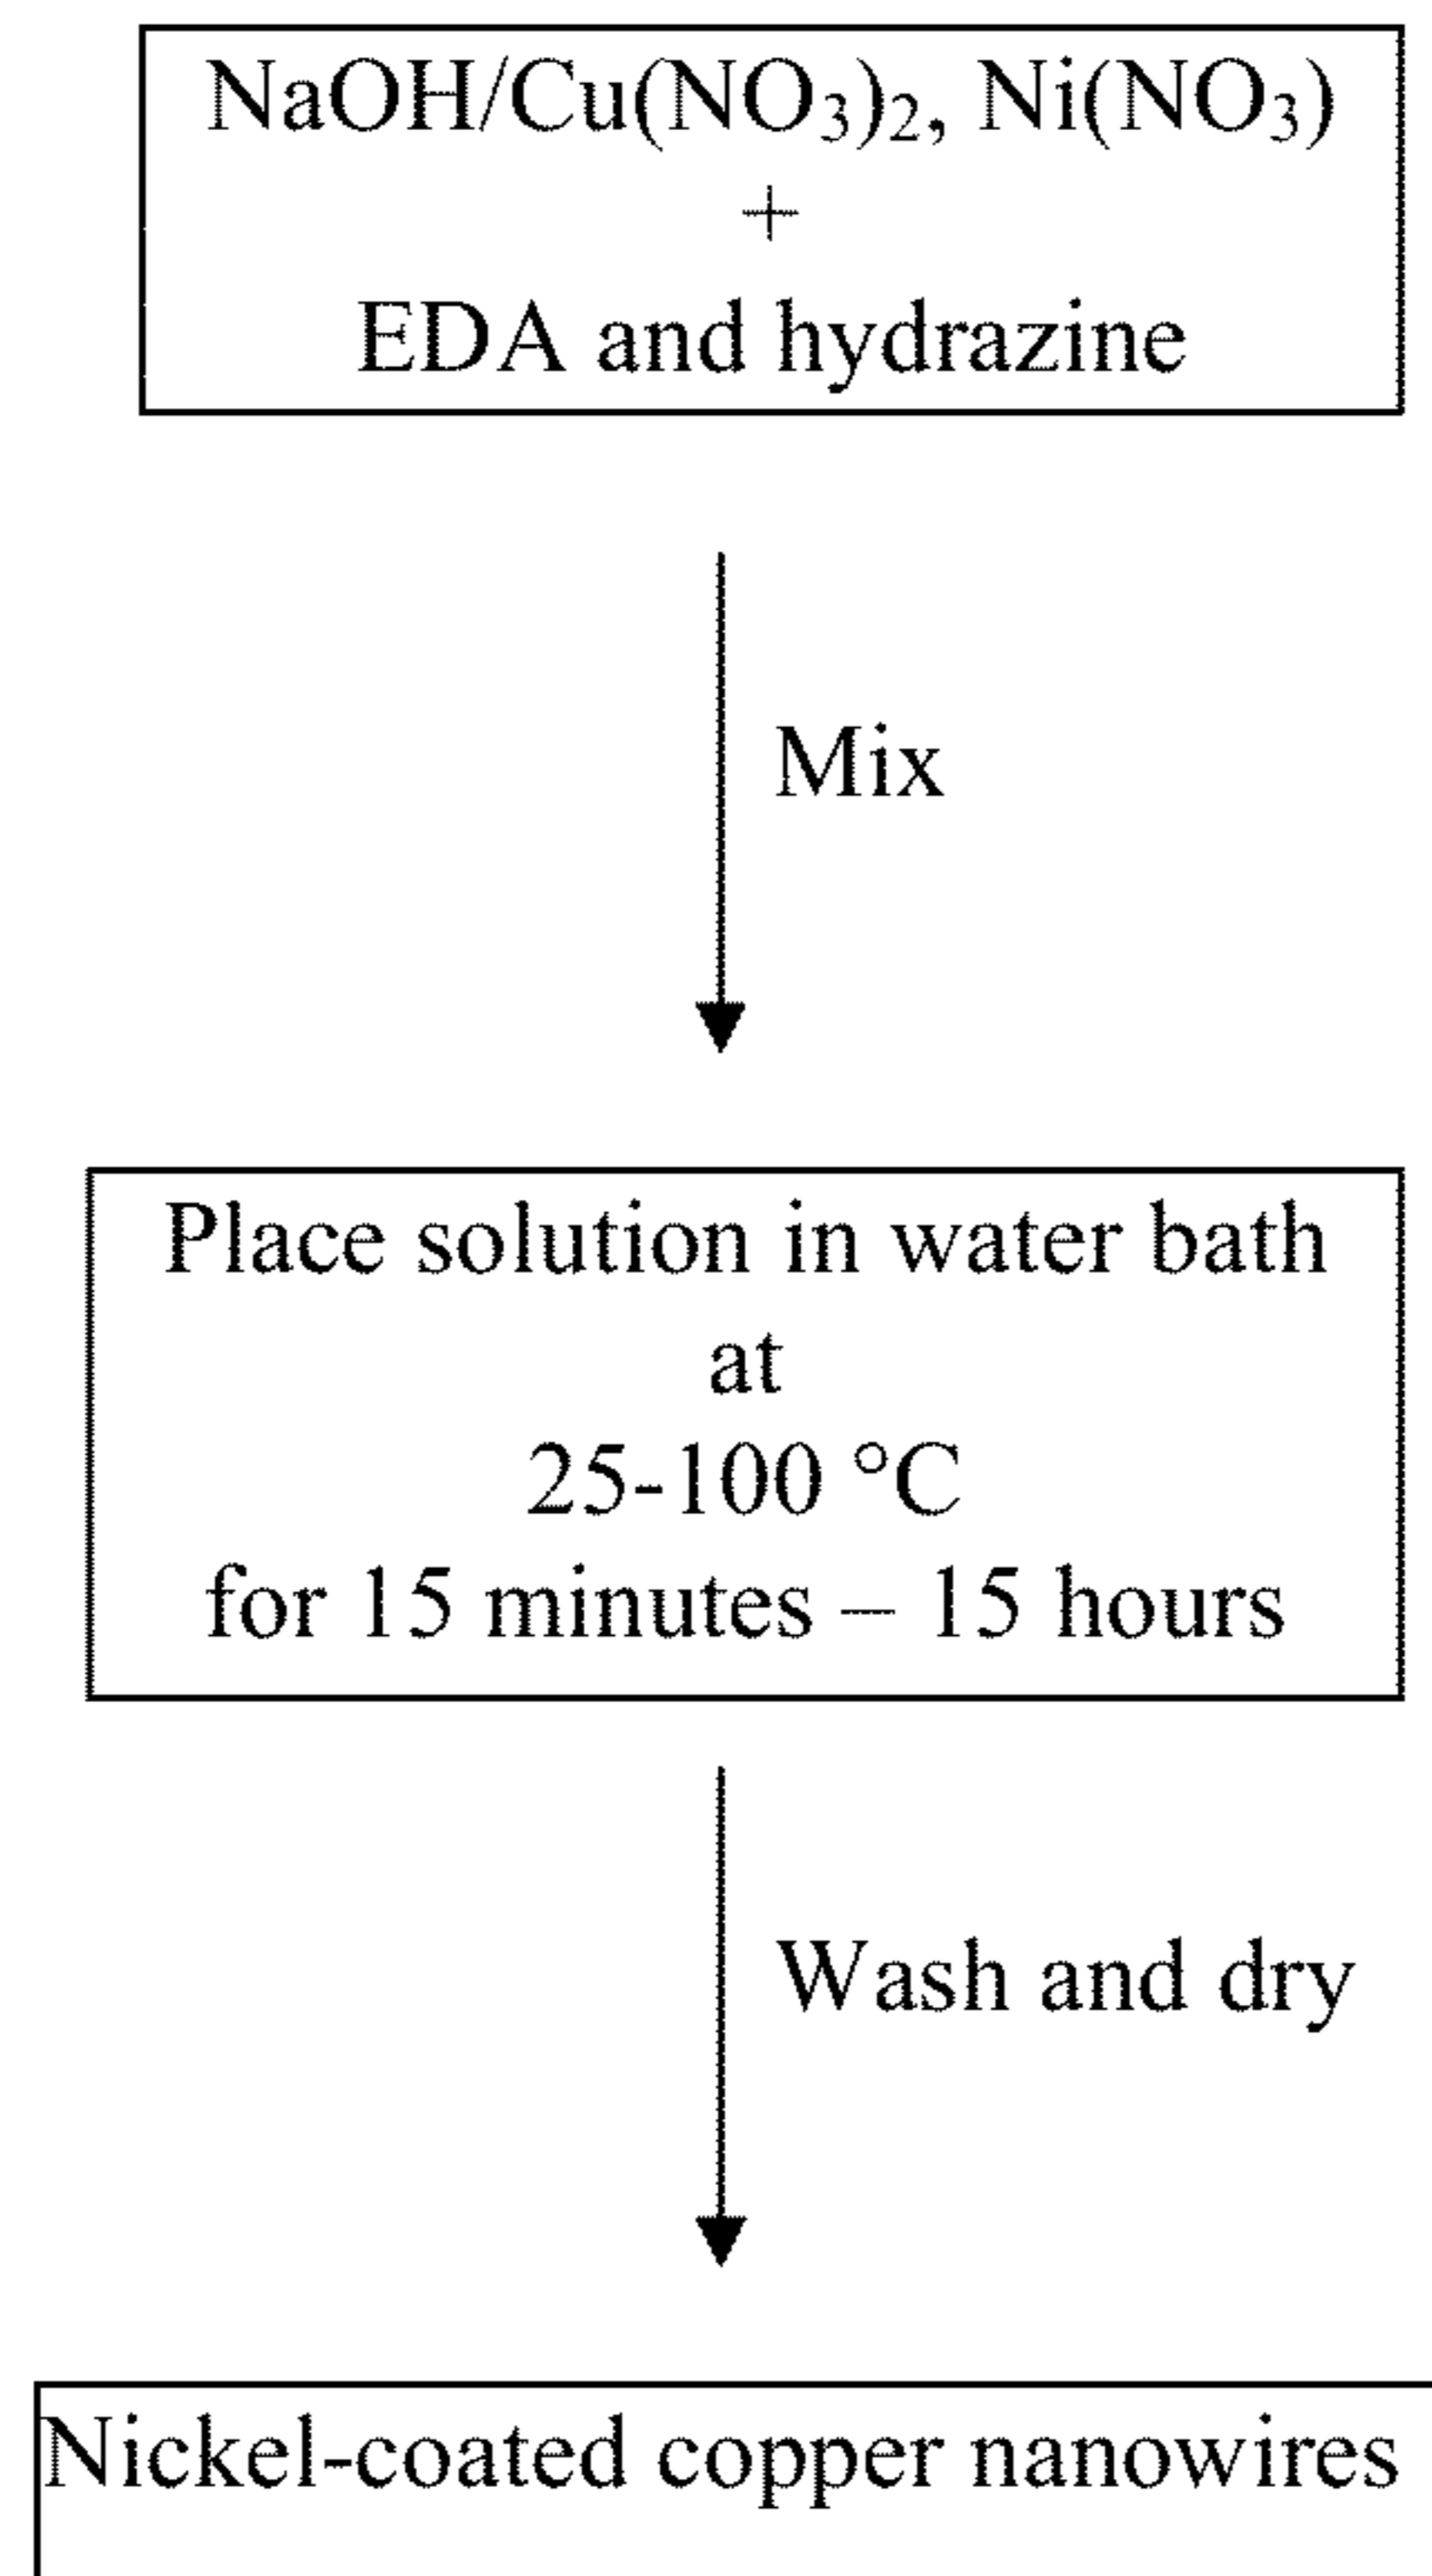 NaOH/Cu(NO₃)₂, Ni(NO₃)
+
EDA and hydrazine
Mix
Place solution in water bath
at
25-100 °C
for 15 minutes – 15 hours
Wash and dry
Nickel-coated copper nanowires